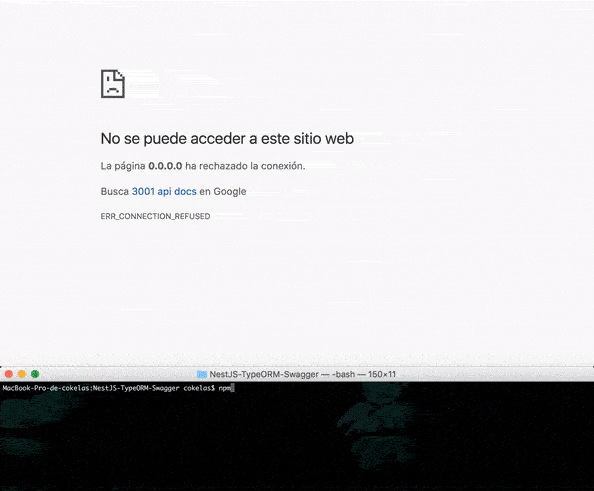 No se puede acceder a este sitio web
La página 0.0.0.0 ha rechazado la conexión.
Busca 3001 api docs en Google
ERR_CONNECTION_REFUSED
NestJS-TypeORM-Swagger — -bash — 150×11
MacBook-Pro-de-cokelas:NestJS-TypeORM-Swagger cokelas$ npm